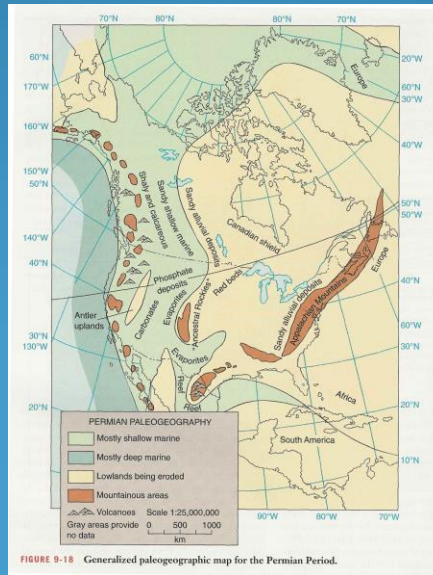 70°N 80°N 80°N 70°N
60°N
170°W
160°W
150°W
50°N
140°W
40°N
30°N
130°W
20°N
20°W
60°N
30°W
40°W
50°N
50°W
40°N
60°W
30°N
20°N
10°N
90°W 80°W 70°W
Europe
Shaly and calcareous
Sandy shallow marine
Sandy alluvial deposits
Canadian shield
Phosphate
deposits
Antler
uplands
Carbonates
Evaporites
Ancestral Rockies
Red beds
Sandy alluvial deposits
Appalachian Mountains
Europe
Evaporites
Reef
Reef
Africa
South America
PERMIAN PALEOGEOGRAPHY
Mostly shallow marine
Mostly deep marine
Lowlands being eroded
Mountainous areas
Volcanoes Scale 1:25,000,000
Gray areas provide
no data
0 500 1000
km
FIGURE 9-18 Generalized paleogeographic map for the Permian Period.